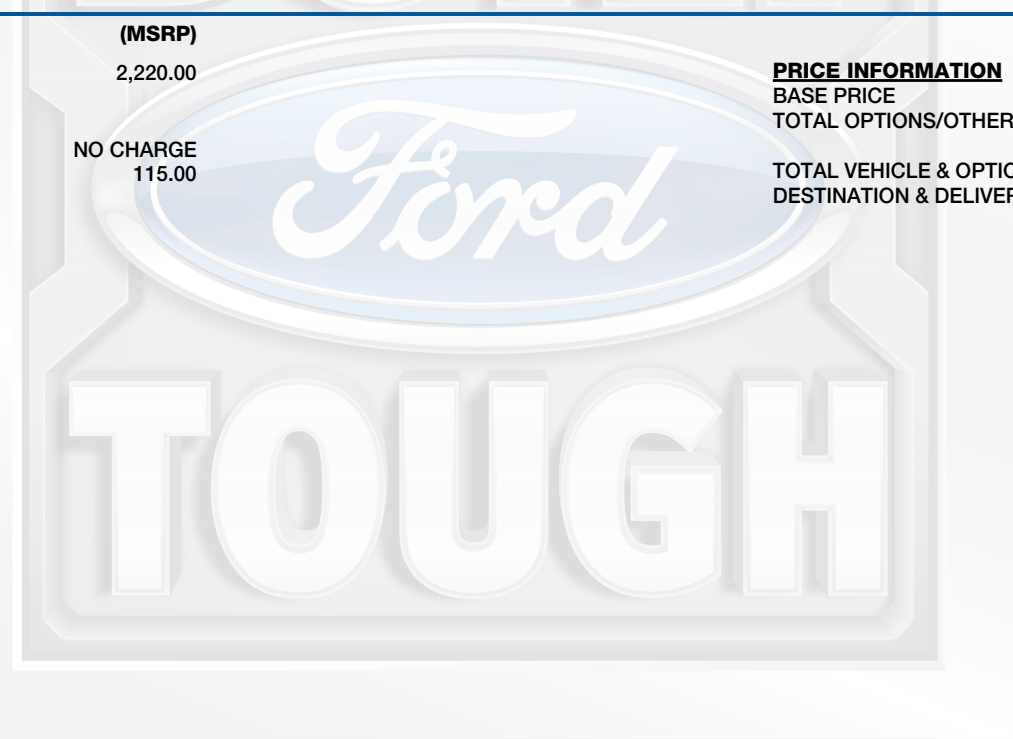 (MSRP)
2,220.00
NO CHARGE
115.00
PRICE INFORMATION
BASE PRICE
TOTAL OPTIONS/OTHER
TOTAL VEHICLE & OPTIO
DESTINATION & DELIVER
Ford
TOUGH